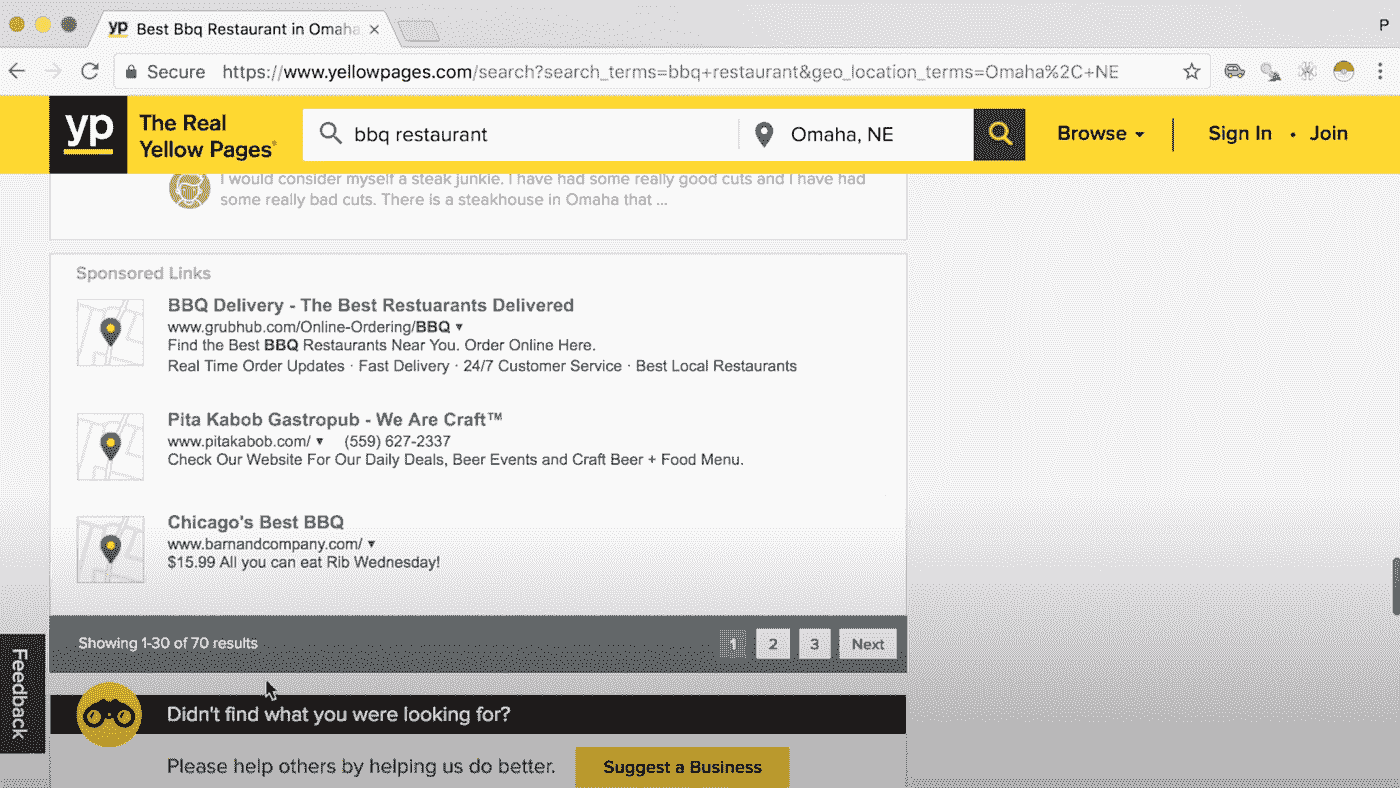 yp Best Bbq Restaurant in Omaha
P
Secure https://www.yellowpages.com/search?search_terms=bbq+restaurant&geo_location_terms=Omaha%2C+NE
yp The Real
Yellow Pages
bbq restaurant
Omaha, NE
Browse
Sign In • Join
I would consider myself a steak junkie. I have had some really good cuts and I have had
some really bad cuts. There is a steakhouse in Omaha that ...
Sponsored Links
BBQ Delivery - The Best Restuarants Delivered
www.grubhub.com/Online-Ordering/BBQ ▼
Find the Best BBQ Restaurants Near You. Order Online Here.
Real Time Order Updates · Fast Delivery · 24/7 Customer Service · Best Local Restaurants
Pita Kabob Gastropub - We Are Craft™
www.pitakabob.com/ ▼ (559) 627-2337
Check Our Website For Our Daily Deals, Beer Events and Craft Beer + Food Menu.
Chicago's Best BBQ
www.barnandcompany.com/ ▼
$15.99 All you can eat Rib Wednesday!
Showing 1-30 of 70 results
1 2 3 Next
Feedback
Didn't find what you were looking for?
Please help others by helping us do better.
Suggest a Business